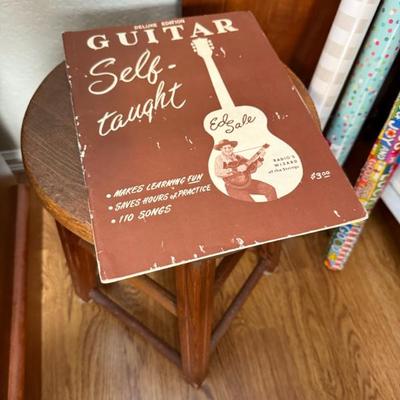 DELUXE EDITION
GUITAR
Self-
taught
Ed Sale
RADIO'S
WIZARD
of the Strings
• MAKES LEARNING FUN
• SAVES HOURS of PRACTICE
• 110 SONGS
$3.00